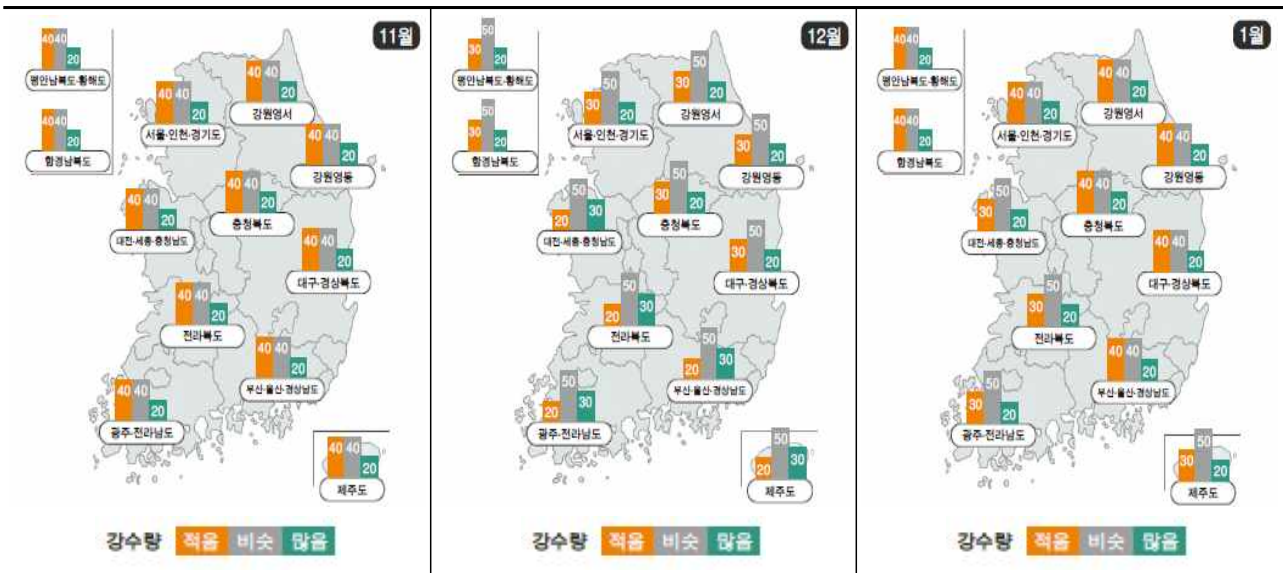 11월
40 40 20
평안남북도·황해도
40 40 20
함경남북도
40 40 20
서울·인천·경기도
40 40 20
강원영서
40 40 20
강원영동
40 40 20
대전·세종·충청남도
40 40 20
충청북도
40 40 20
대구·경상북도
40 40 20
전라북도
40 40 20
부산·울산·경상남도
40 40 20
광주·전라남도
40 40 20
제주도
강수량 적음 비슷 많음
12월
30 50 20
평안남북도·황해도
30 50 20
함경남북도
30 50 20
서울·인천·경기도
30 50 20
강원영서
30 50 20
강원영동
20 50 30
대전·세종·충청남도
30 50 20
충청북도
30 50 20
대구·경상북도
20 50 30
전라북도
20 50 30
부산·울산·경상남도
20 50 30
광주·전라남도
20 50 30
제주도
강수량 적음 비슷 많음
1월
40 40 20
평안남북도·황해도
40 40 20
함경남북도
40 40 20
서울·인천·경기도
40 40 20
강원영서
40 40 20
강원영동
30 50 20
대전·세종·충청남도
40 40 20
충청북도
40 40 20
대구·경상북도
30 50 20
전라북도
40 40 20
부산·울산·경상남도
30 50 20
광주·전라남도
30 50 20
제주도
강수량 적음 비슷 많음